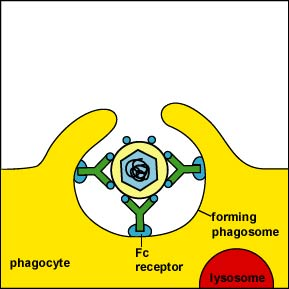 forming
phagosome
Fc
receptor
phagocyte
lysosome